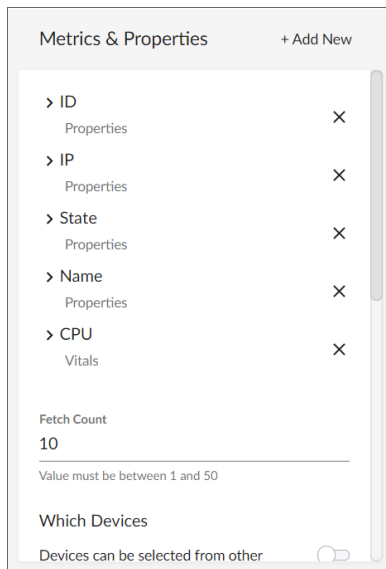 Metrics & Properties + Add New
ID
Properties
IP
Properties
State
Properties
Name
Properties
CPU
Vitals
Fetch Count
10
Value must be between 1 and 50
Which Devices
Devices can be selected from other